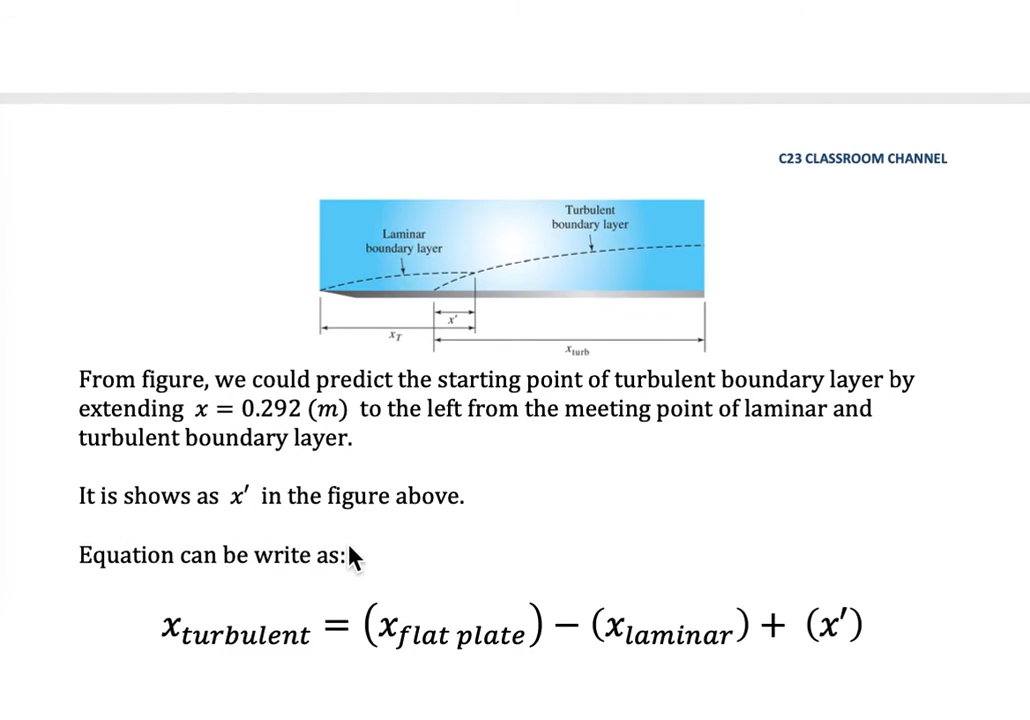 C23 CLASSROOM CHANNEL
Turbulent
boundary layer
Laminar
boundary layer
x'
xT
xturb
From figure, we could predict the starting point of turbulent boundary layer by
extending x = 0.292 (m) to the left from the meeting point of laminar and
turbulent boundary layer.
It is shows as x′ in the figure above.
Equation can be write as:
xturbulent = (xflat plate) − (xlaminar) + (x′)